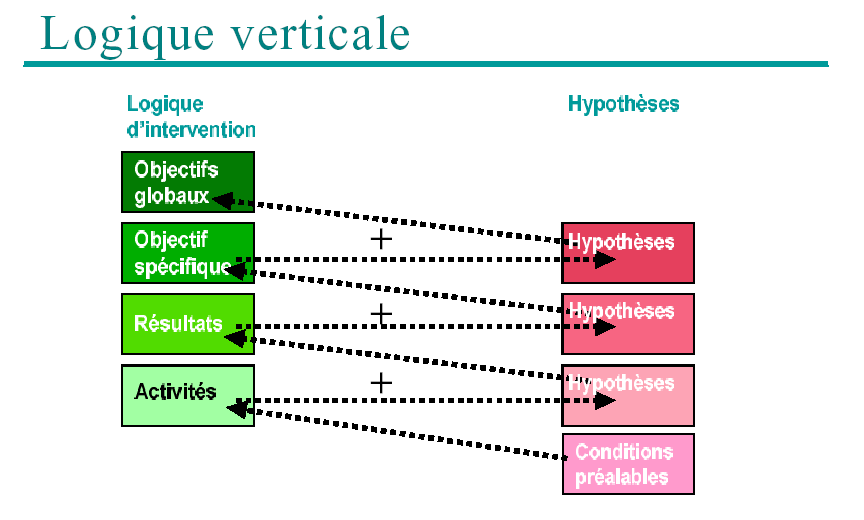 Logique verticale
Logique
d'intervention
Hypothèses
Objectifs
globaux
+
Objectif
spécifique
Hypothèses
+
Résultats
Hypothèses
+
Activités
Hypothèses
Conditions
préalables